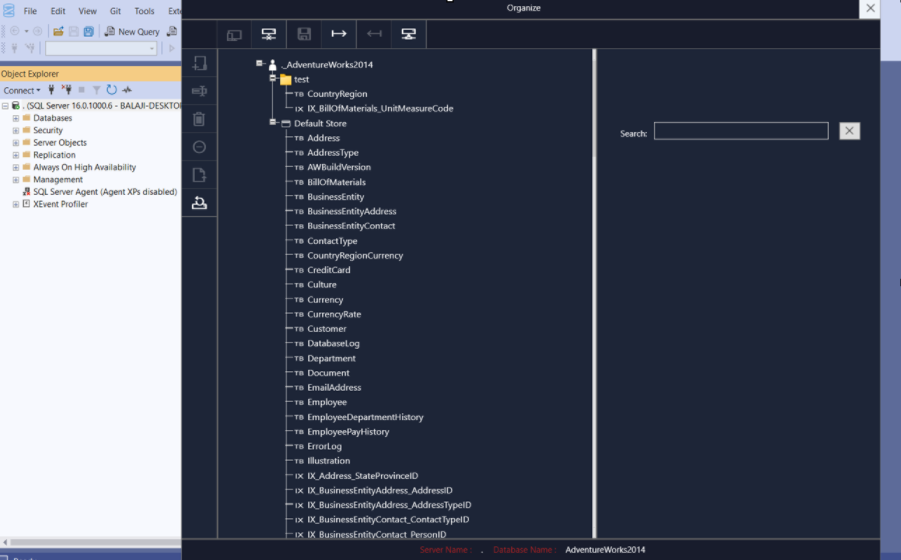 Organize
File Edit View Git Tools
New Query
Object Explorer
Connect
. (SQL Server 16.0.1000.6 - BALAJI-DESKTO
Databases
Security
Server Objects
Replication
Always On High Availability
Management
SQL Server Agent (Agent XPs disabled)
XEvent Profiler
._AdventureWorks2014
test
TB CountryRegion
IX IX_BillOfMaterials_UnitMeasureCode
Default Store
TB Address
TB AddressType
TB AWBuildVersion
TB BillOfMaterials
TB BusinessEntity
TB BusinessEntityAddress
TB BusinessEntityContact
TB ContactType
TB CountryRegionCurrency
TB CreditCard
TB Culture
TB Currency
TB CurrencyRate
TB Customer
TB DatabaseLog
TB Department
TB Document
TB EmailAddress
TB Employee
TB EmployeeDepartmentHistory
TB EmployeePayHistory
TB ErrorLog
TB Illustration
IX IX_Address_StateProvinceID
IX IX_BusinessEntityAddress_AddressID
IX IX_BusinessEntityAddress_AddressTypeID
IX IX_BusinessEntityContact_ContactTypeID
IX IX_BusinessEntityContact_PersonID
Search:
Server Name : . Database Name : AdventureWorks2014